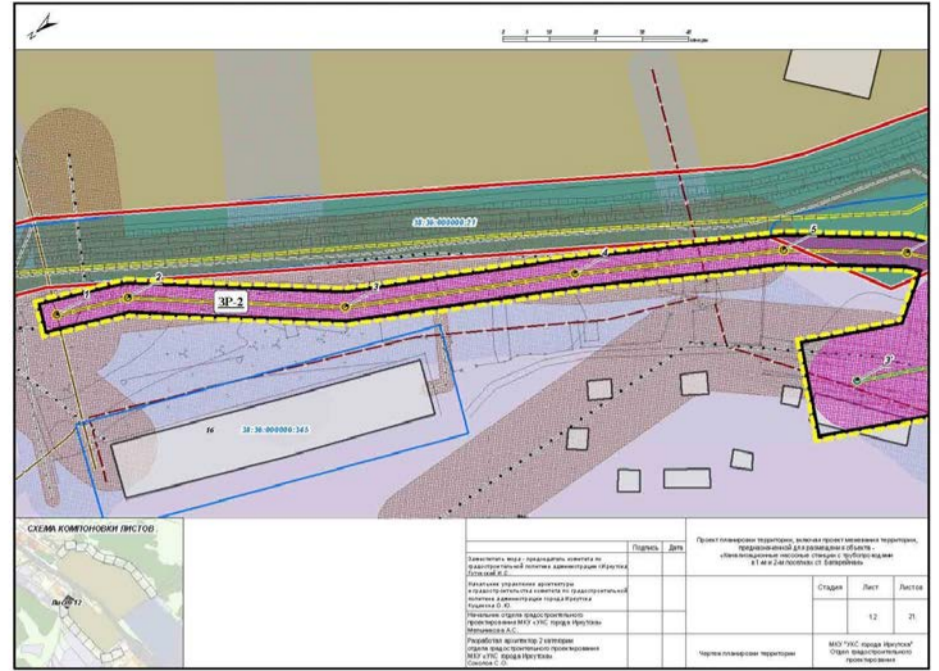 38:36:000000:21
1
2
ЗР-2
3
4
5
3'
16
38:36:000000:365
СХЕМА КОМПОНОВКИ ЛИСТОВ
Лист 12
Подпись Дата
Заместитель мэра - председатель комитета по
градостроительной политике администрации г.Иркутска
Начальник управления архитектуры
и градостроительства комитета по градостроительной
политике администрации города Иркутска
Начальник отдела градостроительного
проектирования МКУ «УКС города Иркутска»
Разработал архитектор 2 категории
отдела градостроительного проектирования
МКУ «УКС города Иркутска»
Соколов С.О.
Проект планировки территории, включая проект межевания территории,
предназначенной для размещения объекта -
«Канализационные насосные станции с трубопроводами
в 1-м и 2-м поселках ст. Батарейная»
Стадия Лист Листов
12 21
Чертеж планировки территории
МКУ "УКС города Иркутска"
Отдел градостроительного
проектирования